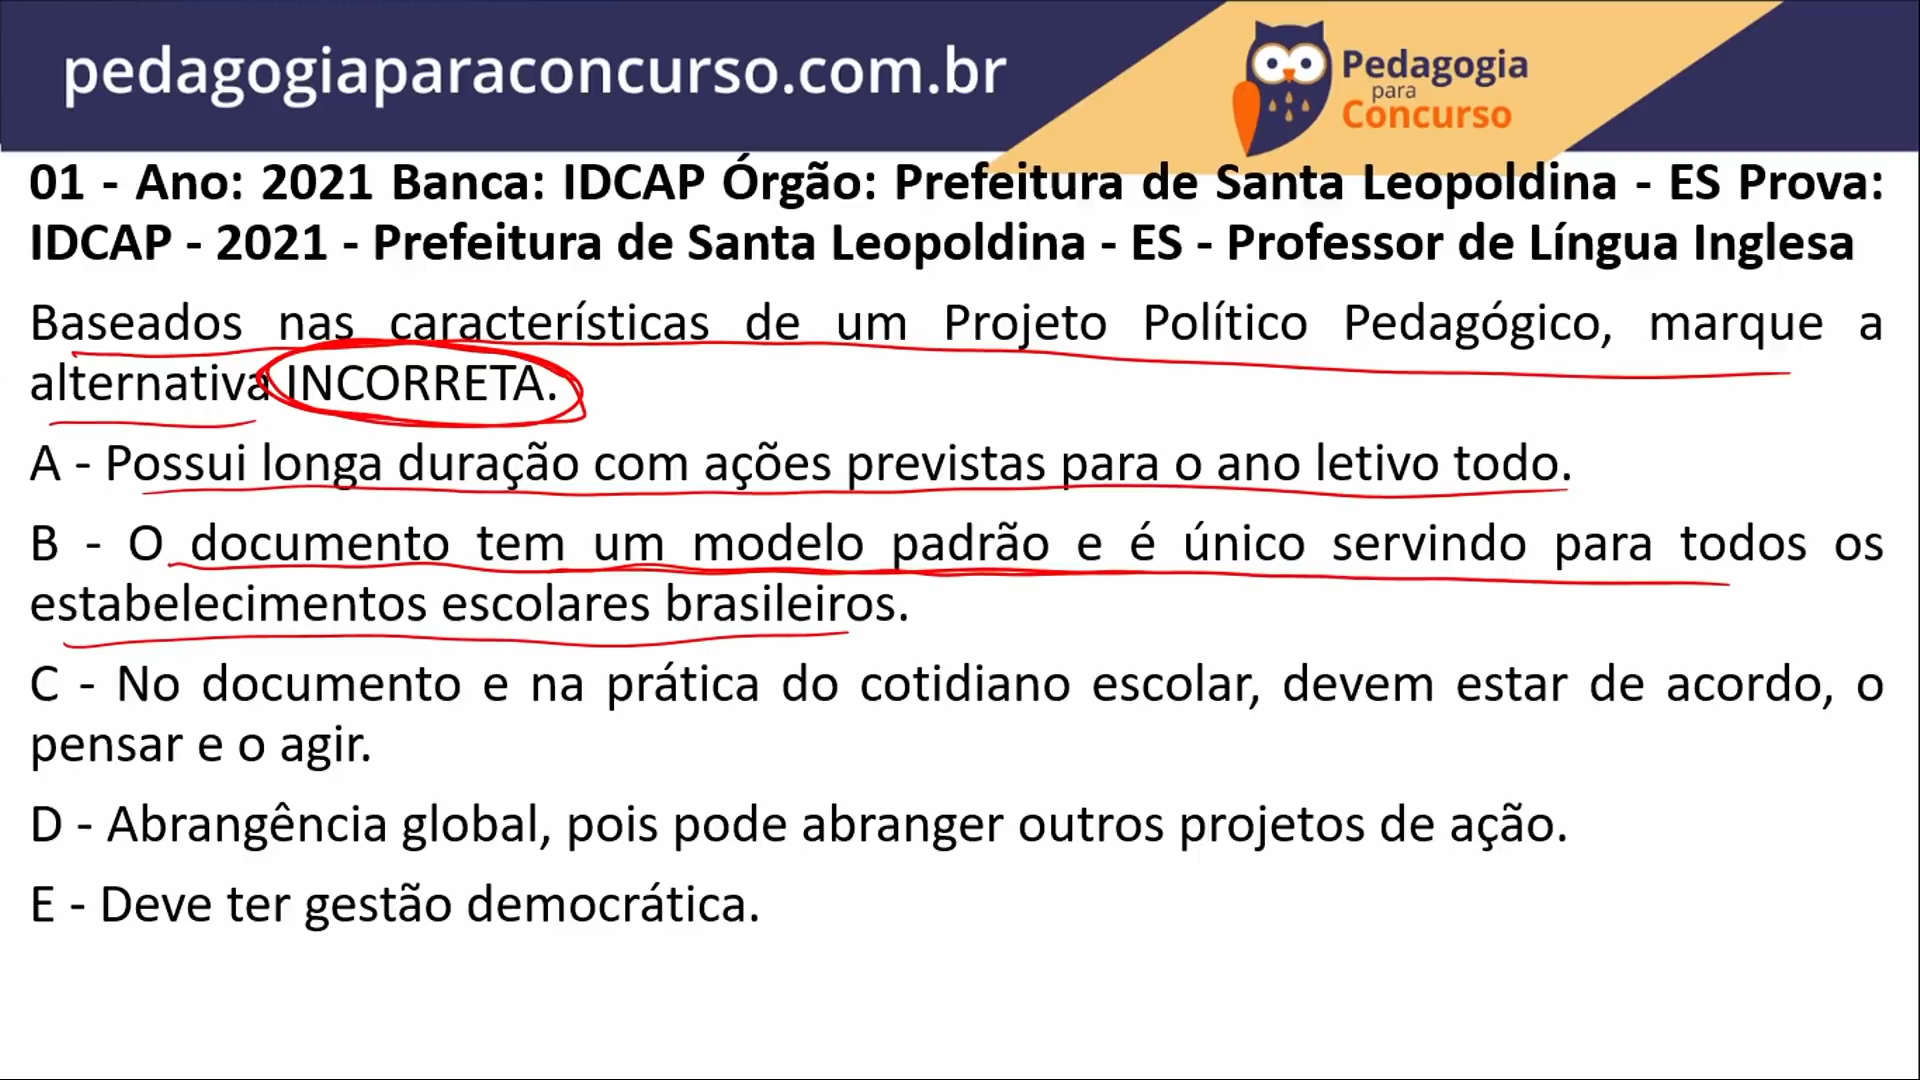 pedagogiaparaconcurso.com.br
Pedagogia
para
Concurso
01 - Ano: 2021 Banca: IDCAP Órgão: Prefeitura de Santa Leopoldina - ES Prova:
IDCAP - 2021 - Prefeitura de Santa Leopoldina - ES - Professor de Língua Inglesa
Baseados nas características de um Projeto Político Pedagógico, marque a
alternativa INCORRETA.
A - Possui longa duração com ações previstas para o ano letivo todo.
B - O documento tem um modelo padrão e é único servindo para todos os
estabelecimentos escolares brasileiros.
C - No documento e na prática do cotidiano escolar, devem estar de acordo, o
pensar e o agir.
D - Abrangência global, pois pode abranger outros projetos de ação.
E - Deve ter gestão democrática.